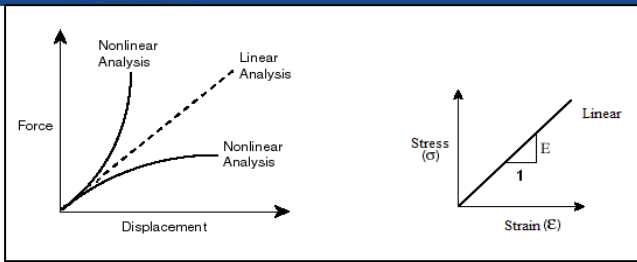 Nonlinear
Analysis
Linear
Analysis
Force
Nonlinear
Analysis
Displacement
Stress
(σ)
Linear
E
1
Strain (ε)